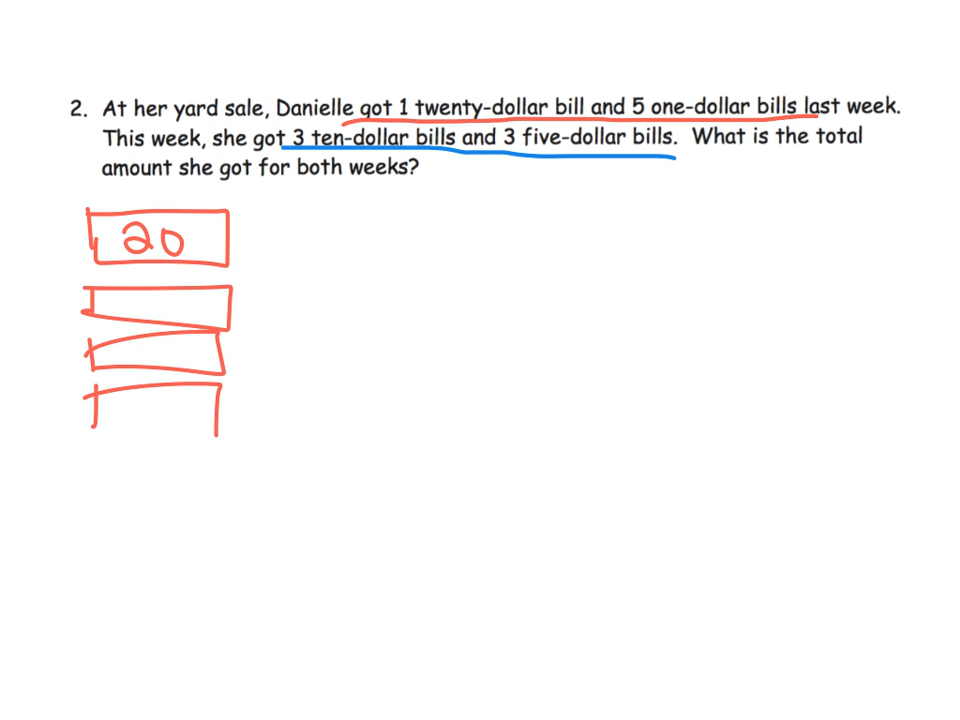 2. At her yard sale, Danielle got 1 twenty-dollar bill and 5 one-dollar bills last week.
This week, she got 3 ten-dollar bills and 3 five-dollar bills. What is the total
amount she got for both weeks?
20